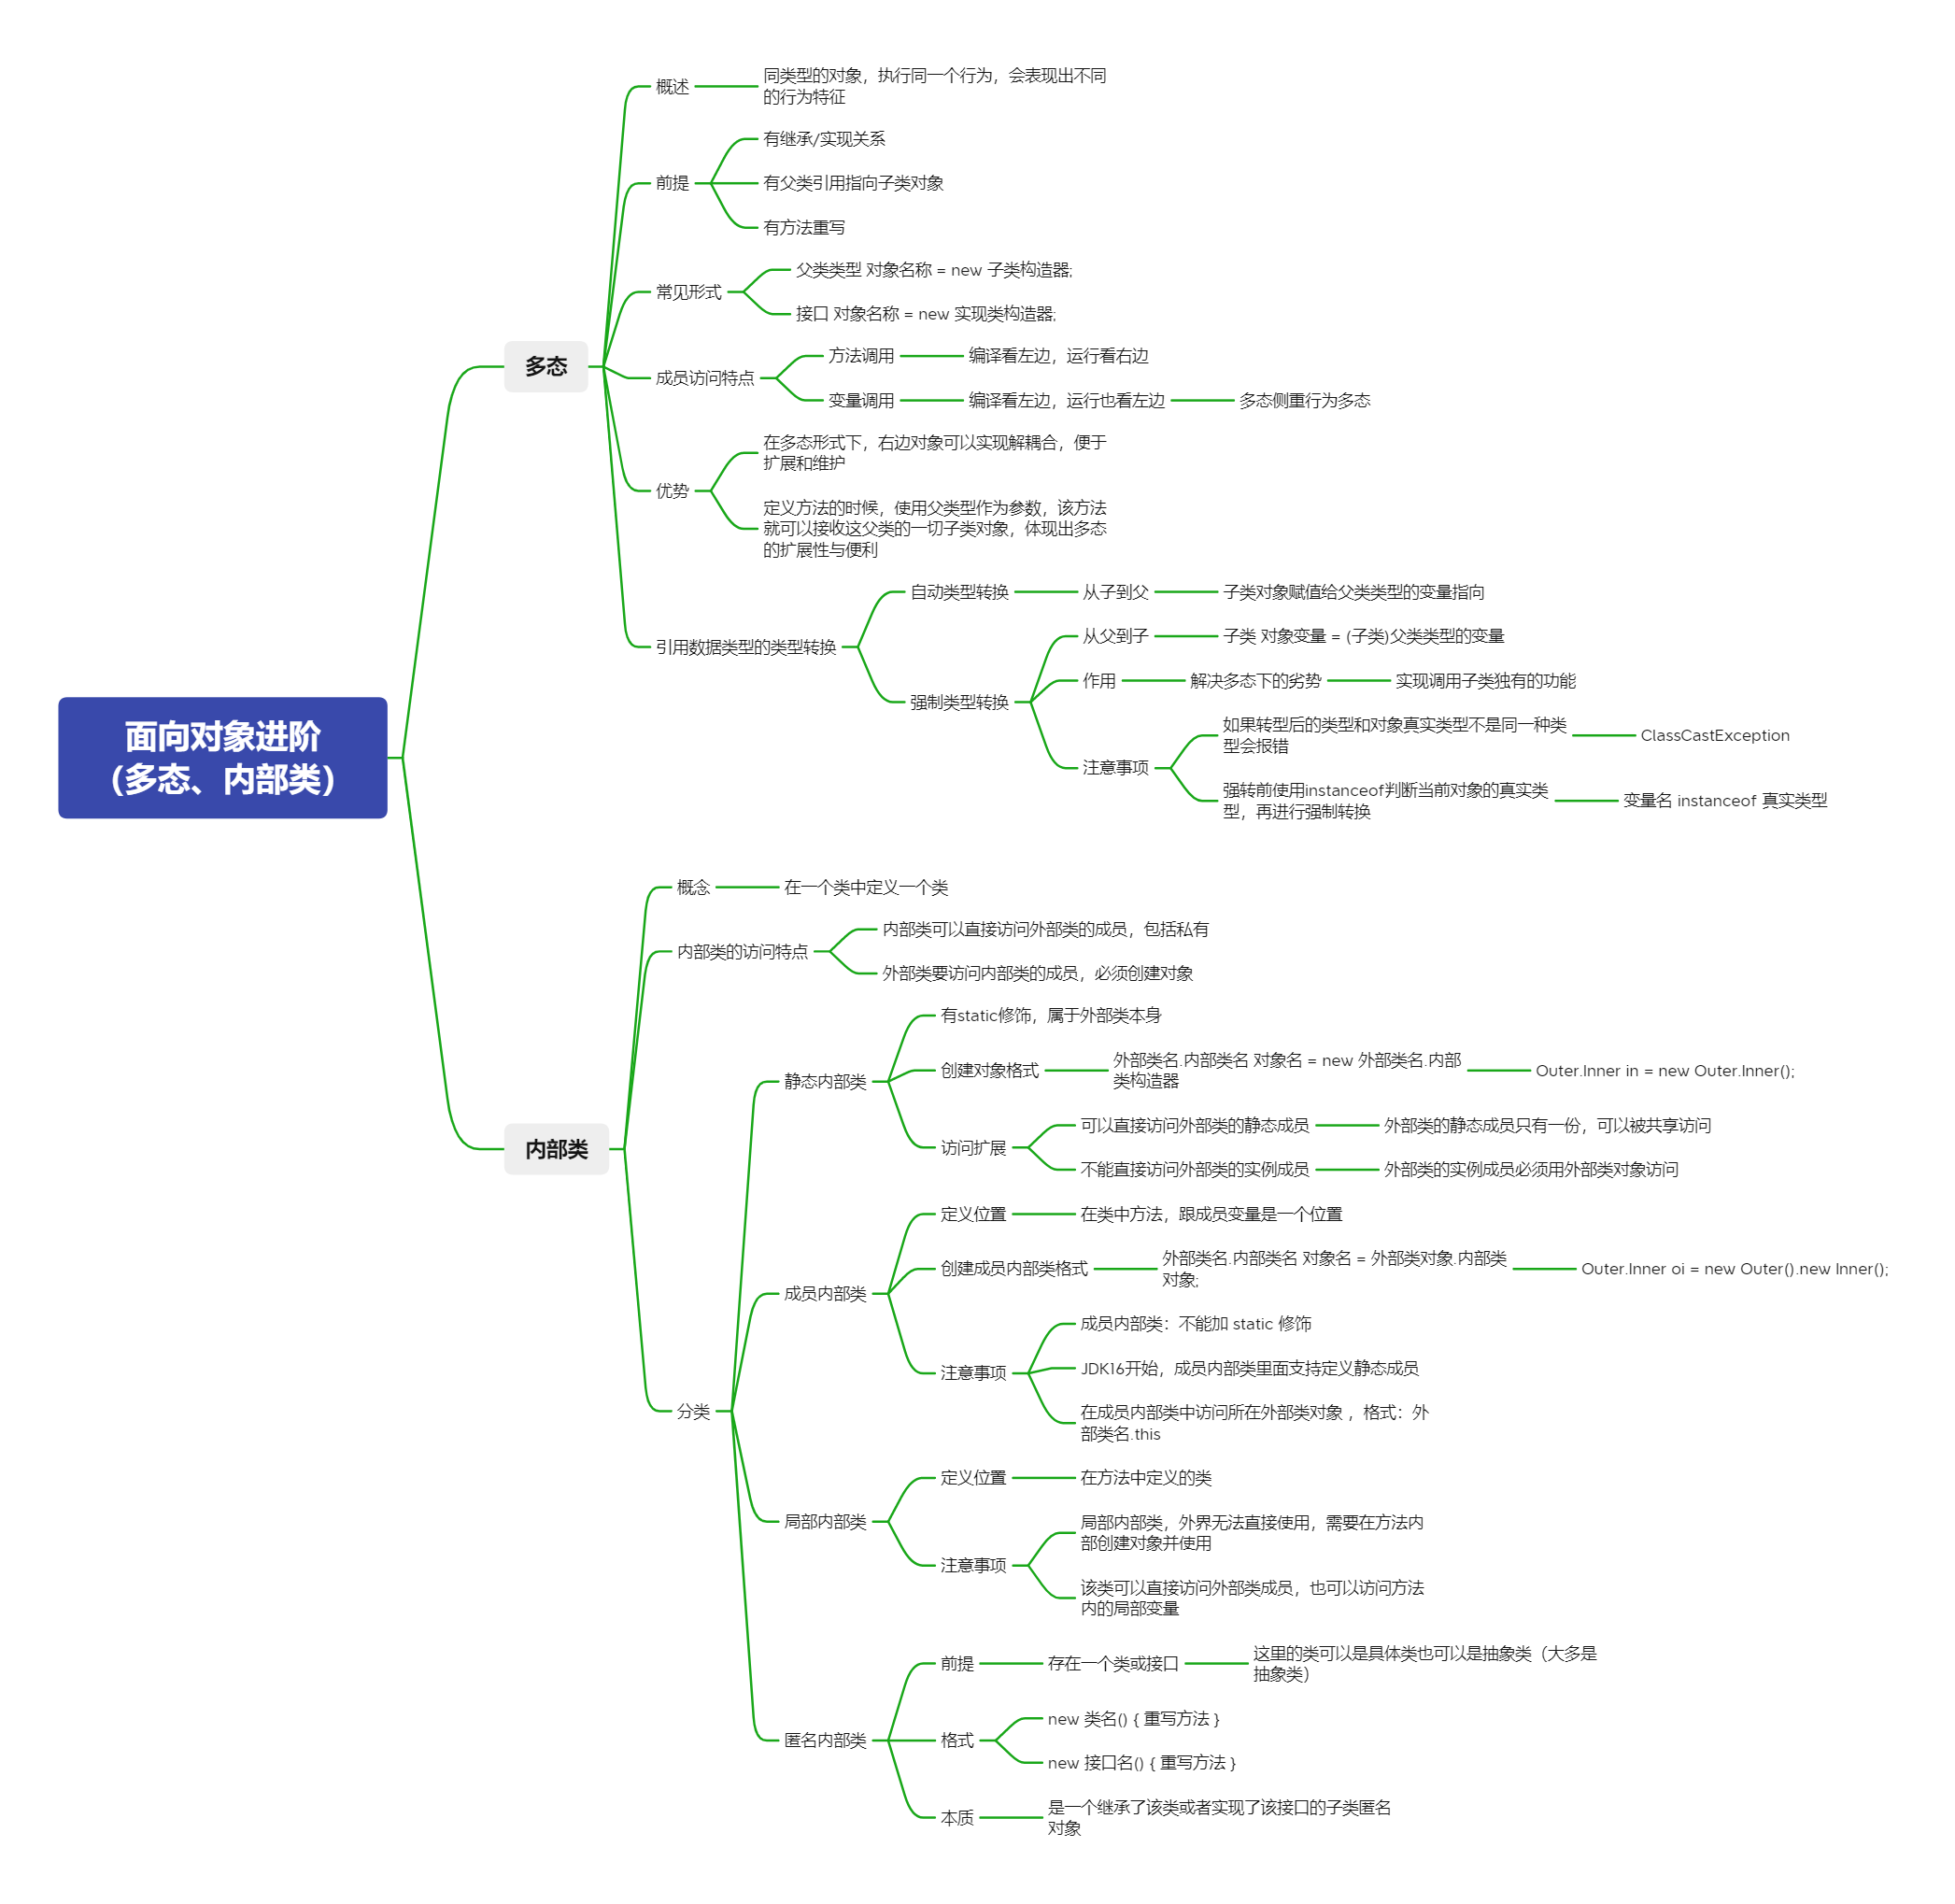 面向对象进阶
（多态、内部类）
多态
概述
同类型的对象，执行同一个行为，会表现出不同
的行为特征
前提
有继承/实现关系
有父类引用指向子类对象
有方法重写
常见形式
父类类型 对象名称 = new 子类构造器;
接口 对象名称 = new 实现类构造器;
成员访问特点
方法调用
编译看左边，运行看右边
变量调用
编译看左边，运行也看左边
多态侧重行为多态
优势
在多态形式下，右边对象可以实现解耦合，便于
扩展和维护
定义方法的时候，使用父类型作为参数，该方法
就可以接收这父类的一切子类对象，体现出多态
的扩展性与便利
引用数据类型的类型转换
自动类型转换
从子到父
子类对象赋值给父类类型的变量指向
强制类型转换
从父到子
子类 对象变量 = (子类)父类类型的变量
作用
解决多态下的劣势
实现调用子类独有的功能
注意事项
如果转型后的类型和对象真实类型不是同一种类
型会报错
ClassCastException
强转前使用instanceof判断当前对象的真实类
型，再进行强制转换
变量名 instanceof 真实类型
内部类
概念
在一个类中定义一个类
内部类的访问特点
内部类可以直接访问外部类的成员，包括私有
外部类要访问内部类的成员，必须创建对象
分类
静态内部类
有static修饰，属于外部类本身
创建对象格式
外部类名.内部类名 对象名 = new 外部类名.内部
类构造器
Outer.Inner in = new Outer.Inner();
访问扩展
可以直接访问外部类的静态成员
外部类的静态成员只有一份，可以被共享访问
不能直接访问外部类的实例成员
外部类的实例成员必须用外部类对象访问
成员内部类
定义位置
在类中方法，跟成员变量是一个位置
创建成员内部类格式
外部类名.内部类名 对象名 = 外部类对象.内部类
对象;
Outer.Inner oi = new Outer().new Inner();
注意事项
成员内部类：不能加 static 修饰
JDK16开始，成员内部类里面支持定义静态成员
在成员内部类中访问所在外部类对象 ，格式：外
部类名.this
局部内部类
定义位置
在方法中定义的类
注意事项
局部内部类，外界无法直接使用，需要在方法内
部创建对象并使用
该类可以直接访问外部类成员，也可以访问方法
内的局部变量
匿名内部类
前提
存在一个类或接口
这里的类可以是具体类也可以是抽象类（大多是
抽象类）
格式
new 类名() { 重写方法 }
new 接口名() { 重写方法 }
本质
是一个继承了该类或者实现了该接口的子类匿名
对象